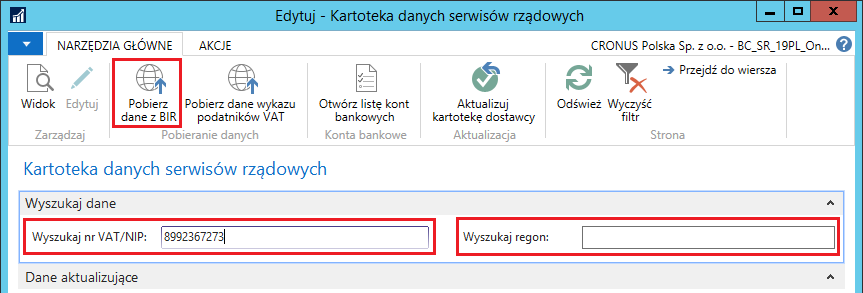 Edytuj - Kartoteka danych serwisów rządowych
NARZĘDZIA GŁÓWNE AKCJE CRONUS Polska Sp. z o.o. - BC_SR_19PL_On...
Widok
Edytuj
Zarządzaj
Pobierz
dane z BIR
Pobierz dane wykazu
podatników VAT
Pobieranie danych
Otwórz listę kont
bankowych
Konta bankowe
Aktualizuj
kartotekę dostawcy
Aktualizacja
Odśwież
Wyczyść
filtr
Przejdź do wiersza
Strona
Kartoteka danych serwisów rządowych
Wyszukaj dane
Wyszukaj nr VAT/NIP: 8992367273 Wyszukaj regon:
Dane aktualizujące